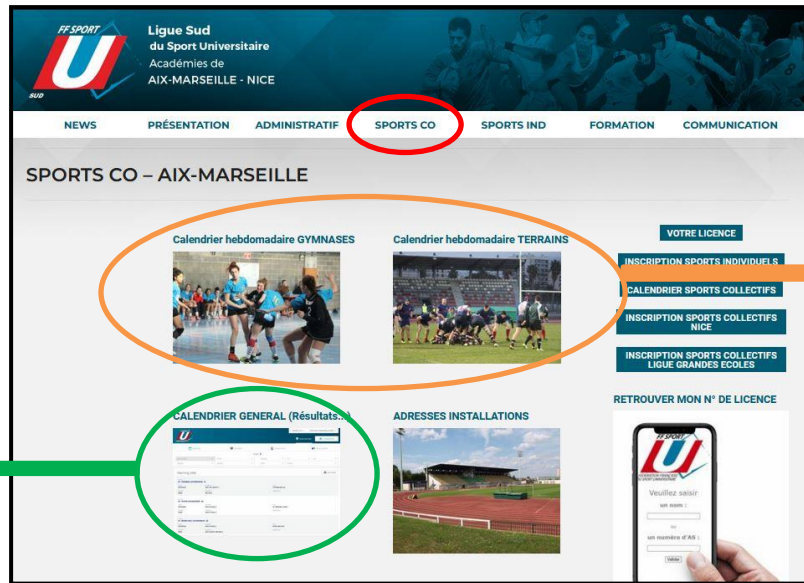 FF SPORT
U
SUD
Ligue Sud
du Sport Universitaire
Académies de
AIX-MARSEILLE - NICE
NEWS PRÉSENTATION ADMINISTRATIF SPORTS CO SPORTS IND FORMATION COMMUNICATION
SPORTS CO – AIX-MARSEILLE
Calendrier hebdomadaire GYMNASES
Calendrier hebdomadaire TERRAINS
CALENDRIER GENERAL (Résultats...)
ADRESSES INSTALLATIONS
VOTRE LICENCE
INSCRIPTION SPORTS INDIVIDUELS
CALENDRIER SPORTS COLLECTIFS
INSCRIPTION SPORTS COLLECTIFS
NICE
INSCRIPTION SPORTS COLLECTIFS
LIGUE GRANDES ECOLES
RETROUVER MON N° DE LICENCE
FF SPORT
U
Veuillez saisir
un nom :
ou
un numéro d'AS :